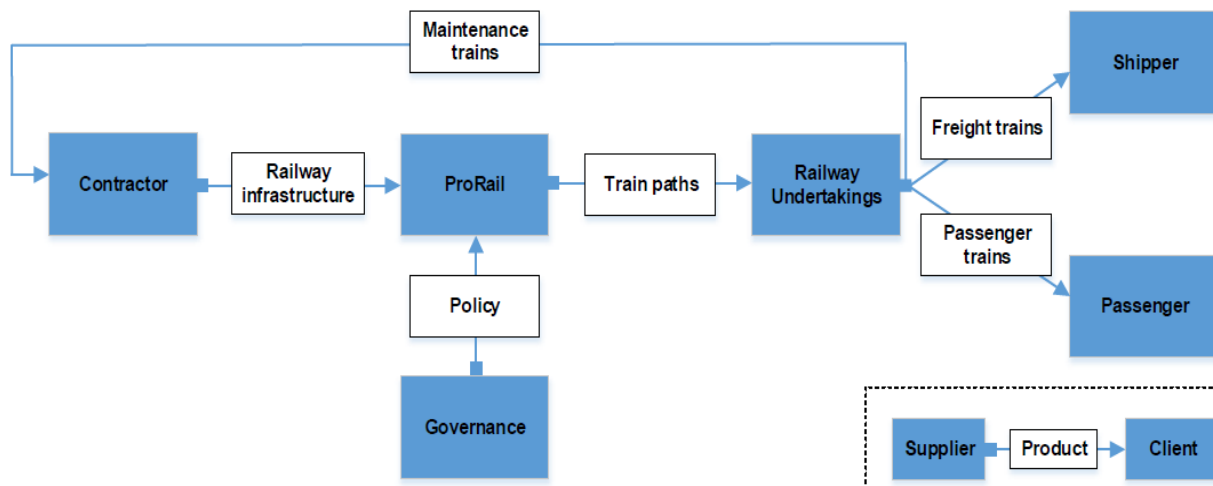 Maintenance
trains
Shipper
Freight trains
Contractor
Railway
infrastructure
ProRail
Train paths
Railway
Undertakings
Passenger
trains
Policy
Passenger
Governance
Supplier
Product
Client